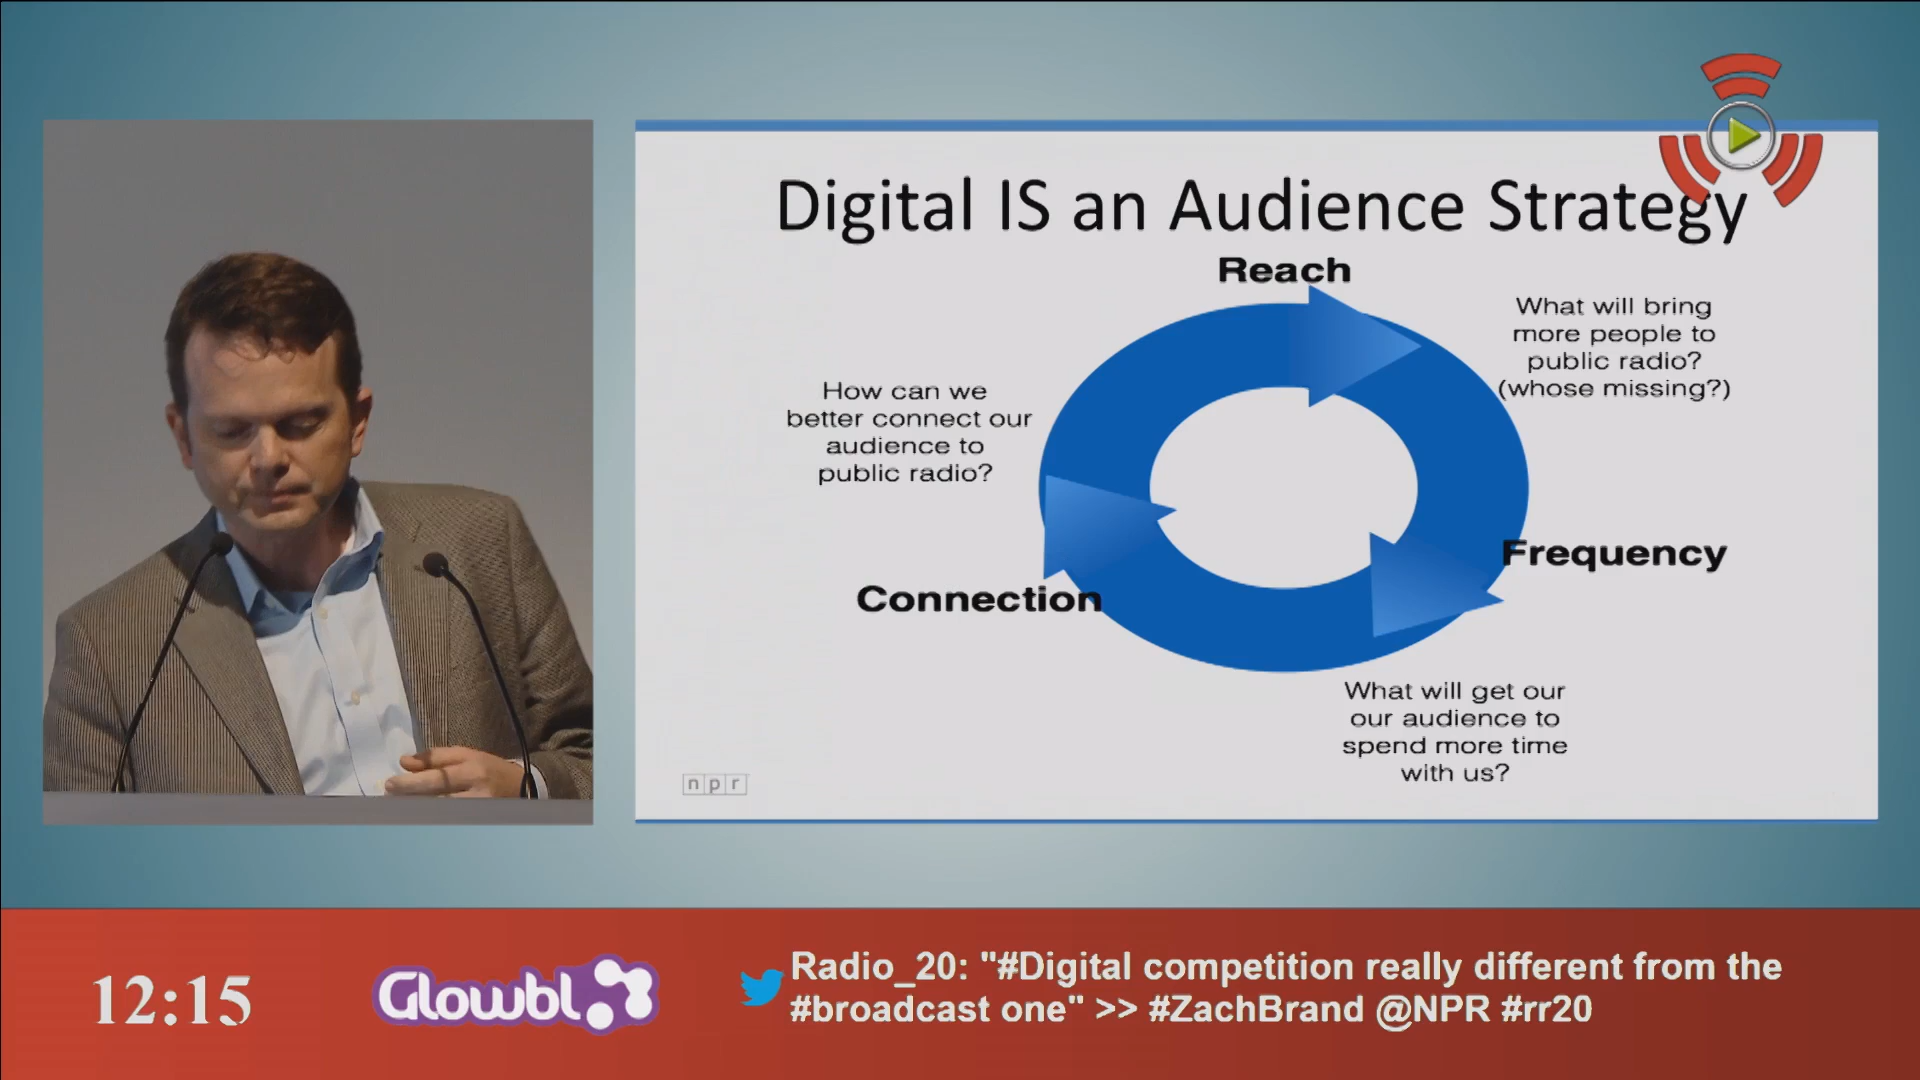 Digital IS an Audience Strategy
Reach
What will bring
more people to
public radio?
(whose missing?)
How can we
better connect our
audience to
public radio?
Frequency
Connection
What will get our
our audience to
spend more time
with us?
npr
12:15
Glowbl
Radio_20: "#Digital competition really different from the
#broadcast one" >> #ZachBrand @NPR #rr20